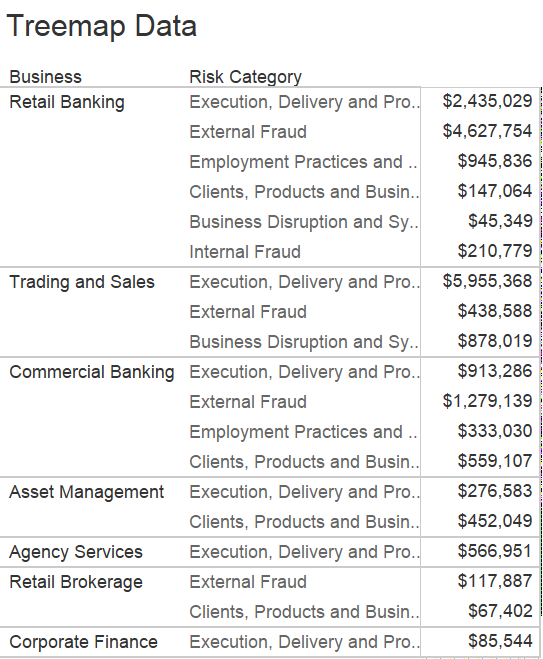 Treemap Data
Business Risk Category
Retail Banking Execution, Delivery and Pro.. $2,435,029
External Fraud $4,627,754
Employment Practices and .. $945,836
Clients, Products and Busin.. $147,064
Business Disruption and Sy.. $45,349
Internal Fraud $210,779
Trading and Sales Execution, Delivery and Pro.. $5,955,368
External Fraud $438,588
Business Disruption and Sy.. $878,019
Commercial Banking Execution, Delivery and Pro.. $913,286
External Fraud $1,279,139
Employment Practices and .. $333,030
Clients, Products and Busin.. $559,107
Asset Management Execution, Delivery and Pro.. $276,583
Clients, Products and Busin.. $452,049
Agency Services Execution, Delivery and Pro.. $566,951
Retail Brokerage External Fraud $117,887
Clients, Products and Busin.. $67,402
Corporate Finance Execution, Delivery and Pro.. $85,544